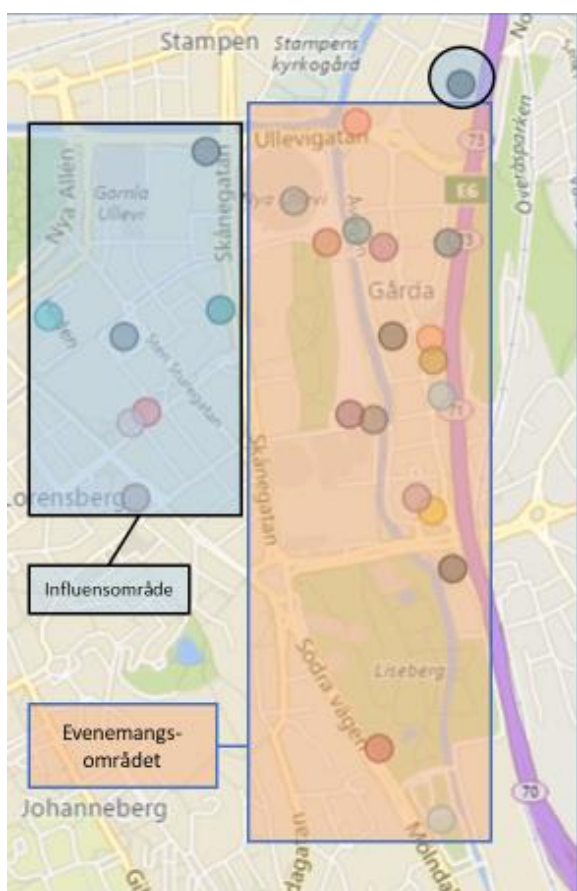 Stampen
Stampens
kyrkogård
No
Ullevigatan
73
E6
Överåsparken
Nya Allén
Gamla
Ullevi
Skånegatan
Gårda
Sten Sturegatan
71
Skånegatan
Lorensberg
Influensområde
Liseberg
Södra vägen
Evenemangs-
området
Johanneberg
70